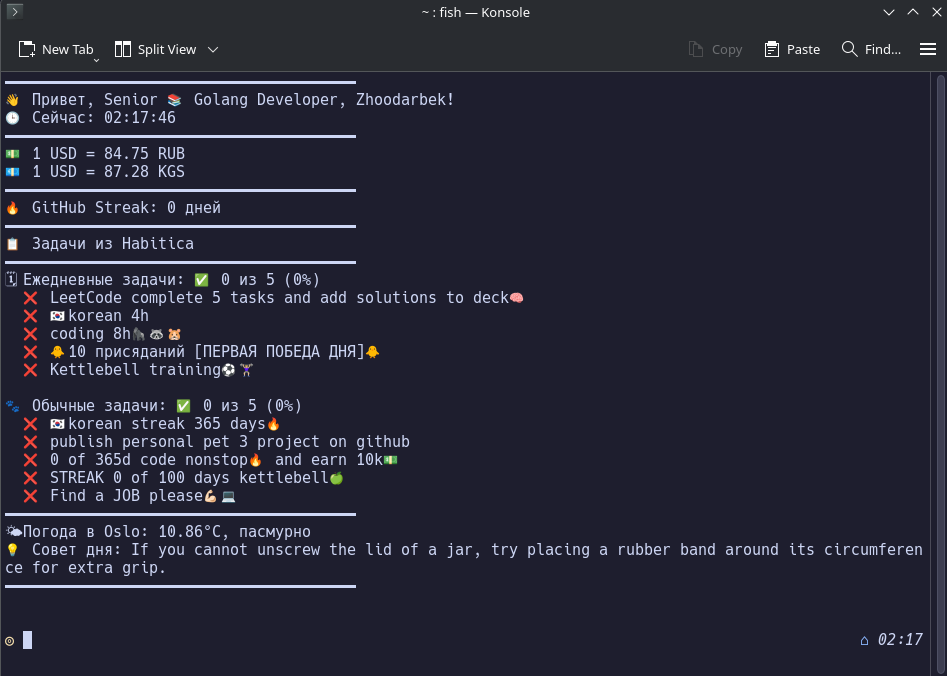 ~ : fish — Konsole
New Tab Split View Copy Paste Find...
👋 Привет, Senior 📚 Golang Developer, Zhoodarbek!
🕒 Сейчас: 02:17:46
💵 1 USD = 84.75 RUB
💶 1 USD = 87.28 KGS
🔥 GitHub Streak: 0 дней
📋 Задачи из Habitica
🗓 Ежедневные задачи: ✅ 0 из 5 (0%)
❌ LeetCode complete 5 tasks and add solutions to deck🧠
❌ 🇰🇷korean 4h
❌ coding 8h🦍🦝🐹
❌ 🐥10 присяданий [ПЕРВАЯ ПОБЕДА ДНЯ]🐥
❌ Kettlebell training⚽🏋
🐾 Обычные задачи: ✅ 0 из 5 (0%)
❌ 🇰🇷korean streak 365 days🔥
❌ publish personal pet 3 project on github
❌ 0 of 365d code nonstop🔥 and earn 10k💵
❌ STREAK 0 of 100 days kettlebell🍏
❌ Find a JOB please💪🏻💻
🌤Погода в Oslo: 10.86°C, пасмурно
💡 Совет дня: If you cannot unscrew the lid of a jar, try placing a rubber band around its circumferen
ce for extra grip.
02:17